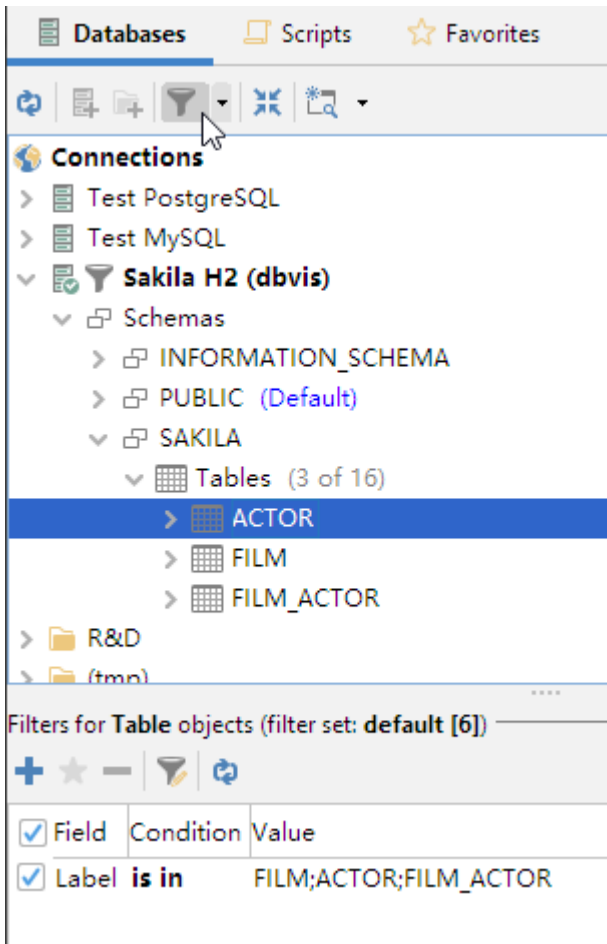 Databases Scripts Favorites
Connections
Test PostgreSQL
Test MySQL
Sakila H2 (dbvis)
Schemas
INFORMATION_SCHEMA
PUBLIC (Default)
SAKILA
Tables (3 of 16)
ACTOR
FILM
FILM_ACTOR
R&D
(tmp)
Filters for Table objects (filter set: default [6])
Field Condition Value
Label is in FILM;ACTOR;FILM_ACTOR